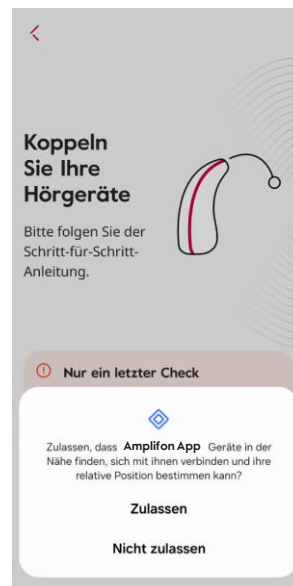 Koppeln
Sie Ihre
Hörgeräte
Bitte folgen Sie der
Schritt-für-Schritt-
Anleitung.
Nur ein letzter Check
Zulassen, dass Amplifon App Geräte in der
Nähe finden, sich mit ihnen verbinden und ihre
relative Position bestimmen kann?
Zulassen
Nicht zulassen